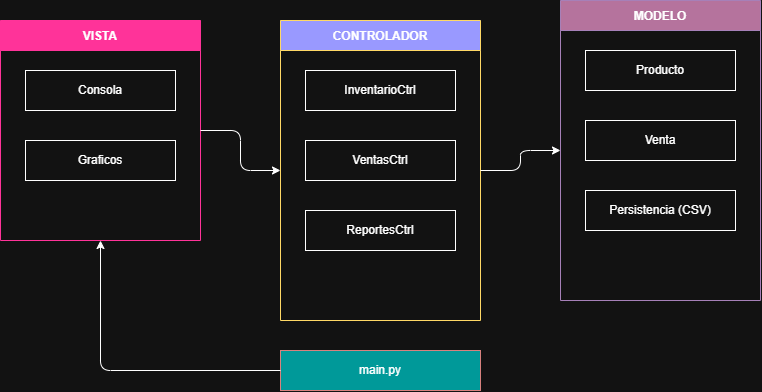 VISTA
Consola
Graficos
CONTROLADOR
InventarioCtrl
VentasCtrl
ReportesCtrl
MODELO
Producto
Venta
Persistencia (CSV)
main.py